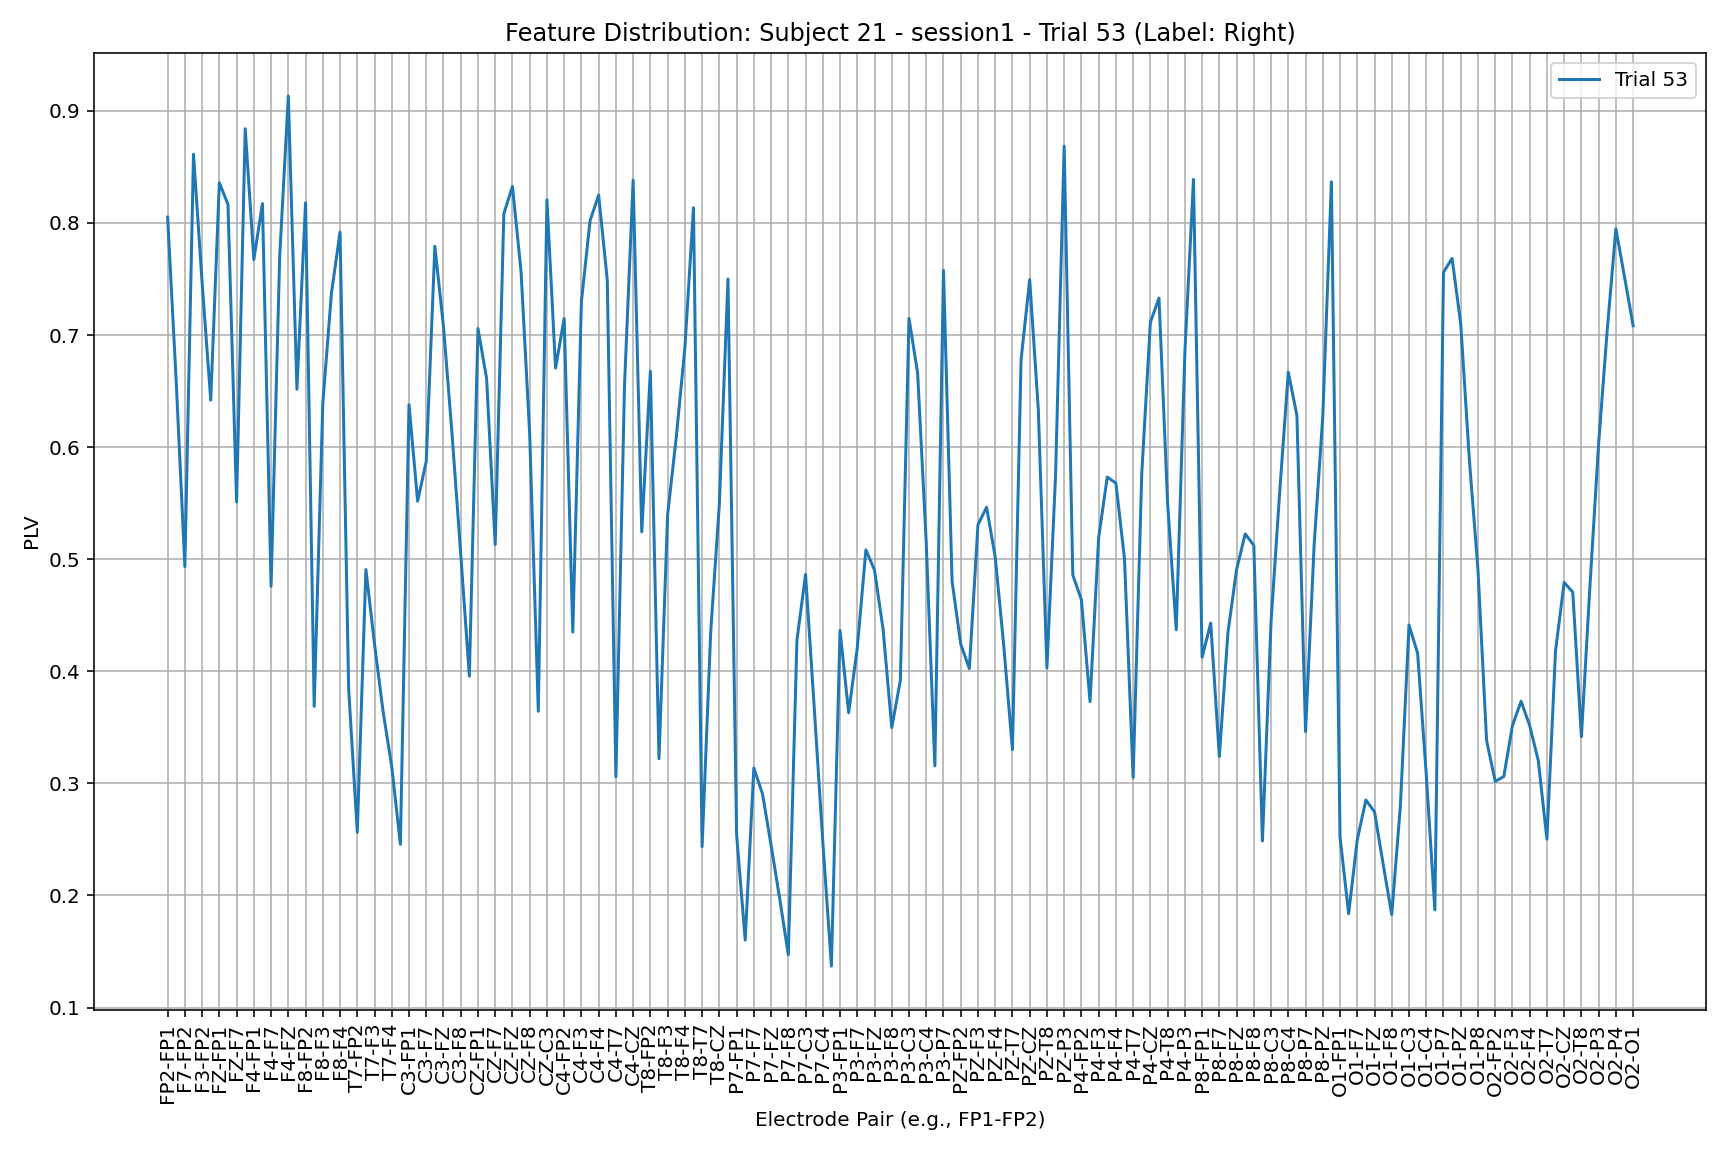 Feature Distribution: Subject 21 - session1 - Trial 53 (Label: Right)
Trial 53
PLV
0.9
0.8
0.7
0.6
0.5
0.4
0.3
0.2
0.1
FP2-FP1
F7-FP2
F3-FP2
FZ-FP1
FZ-F7
F4-FP1
F4-F7
F4-FZ
F8-FP2
F8-F3
F8-F4
T7-FP2
T7-F3
T7-F4
C3-FP1
C3-F7
C3-FZ
C3-F8
CZ-FP1
CZ-F7
CZ-FZ
CZ-F8
CZ-C3
C4-FP2
C4-F3
C4-F4
C4-T7
C4-CZ
T8-FP2
T8-F3
T8-F4
T8-T7
T8-CZ
P7-FP1
P7-F7
P7-FZ
P7-F8
P7-C3
P7-C4
P3-FP1
P3-F7
P3-FZ
P3-F8
P3-C3
P3-C4
P3-P7
PZ-FP2
PZ-F3
PZ-F4
PZ-T7
PZ-CZ
PZ-T8
PZ-P3
P4-FP2
P4-F3
P4-F4
P4-T7
P4-CZ
P4-T8
P4-P3
P8-FP1
P8-F7
P8-FZ
P8-F8
P8-C3
P8-C4
P8-P7
P8-PZ
O1-FP1
O1-F7
O1-FZ
O1-F8
O1-C3
O1-C4
O1-P7
O1-PZ
O1-P8
O2-FP2
O2-F3
O2-F4
O2-T7
O2-CZ
O2-T8
O2-P3
O2-P4
O2-O1
Electrode Pair (e.g., FP1-FP2)